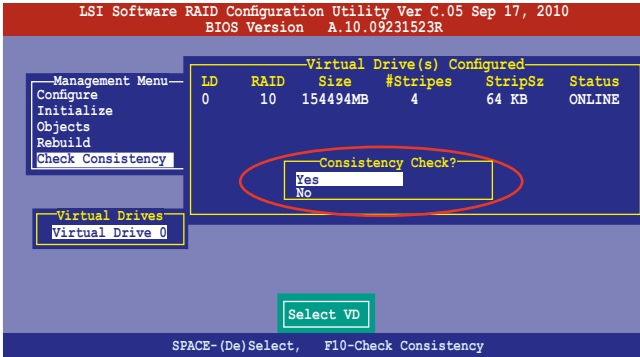 LSI Software RAID Configuration Utility Ver C.05 Sep 17, 2010
BIOS Version A.10.09231523R
Virtual Drive(s) Configured
LD RAID Size #Stripes StripSz Status
0 10 154494MB 4 64 KB ONLINE
Management Menu
Configure
Initialize
Objects
Rebuild
Check Consistency
Consistency Check?
Yes
No
Virtual Drives
Virtual Drive 0
Select VD
SPACE-(De)Select, F10-Check Consistency